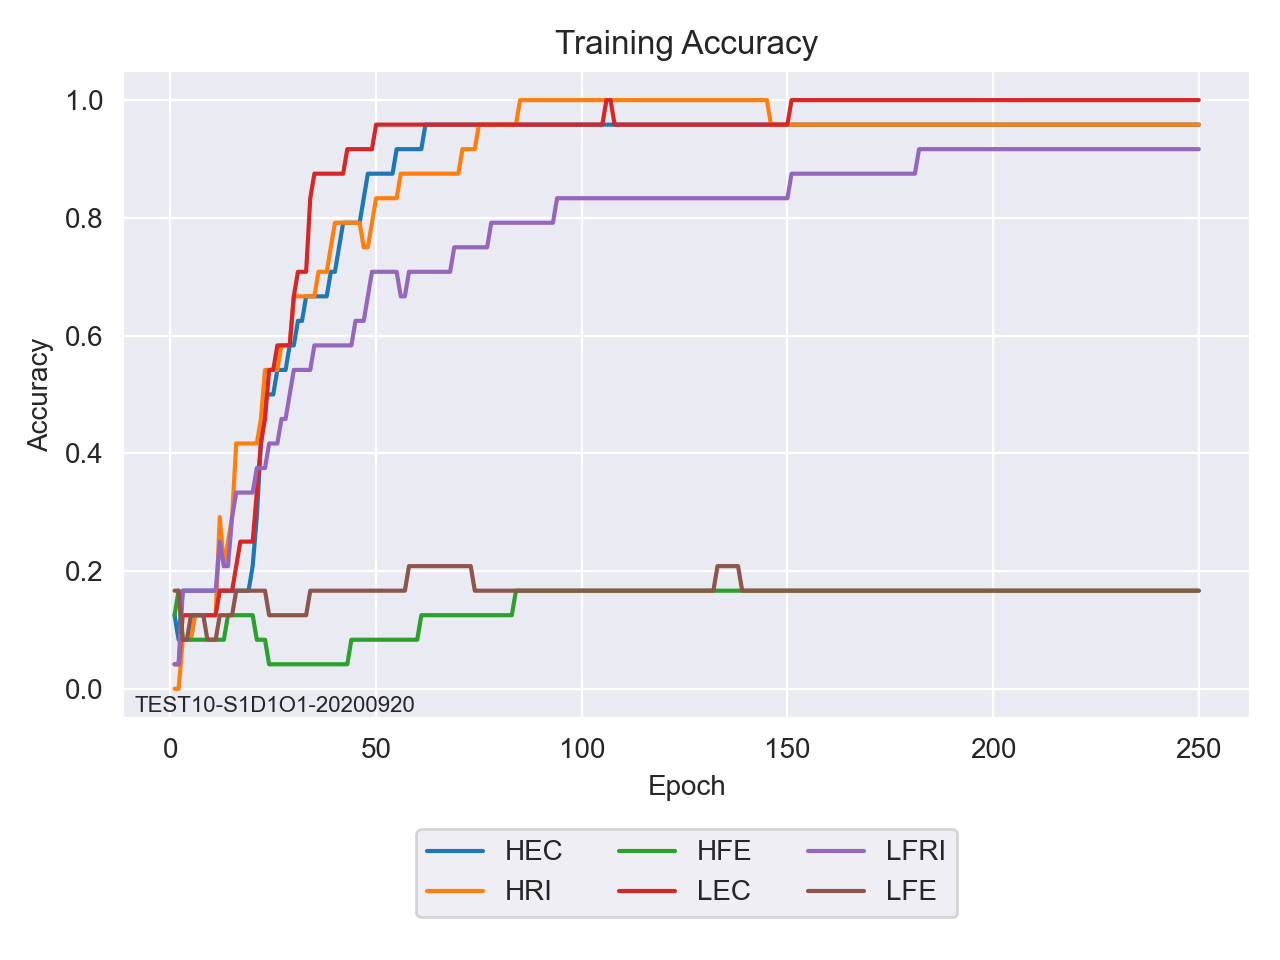 Training Accuracy
Accuracy
1.0
0.8
0.6
0.4
0.2
0.0
TEST10-S1D1O1-20200920
0 50 100 150 200 250
Epoch
HEC HFE LFRI
HRI LEC LFE